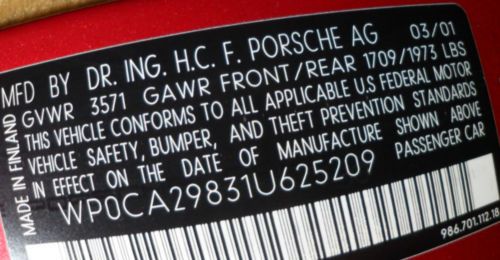 MFD BY DR. ING. H.C. F. PORSCHE AG 03/01
GVWR 3571 GAWR FRONT/REAR 1709/1973 LBS
THIS VEHICLE CONFORMS TO ALL APPLICABLE U.S FEDERAL MOTOR
VEHICLE SAFETY, BUMPER, AND THEFT PREVENTION STANDARDS
IN EFFECT ON THE DATE OF MANUFACTURE SHOWN ABOVE
WP0CA29831U625209 PASSENGER CAR
MADE IN FINLAND
986.701.112.18